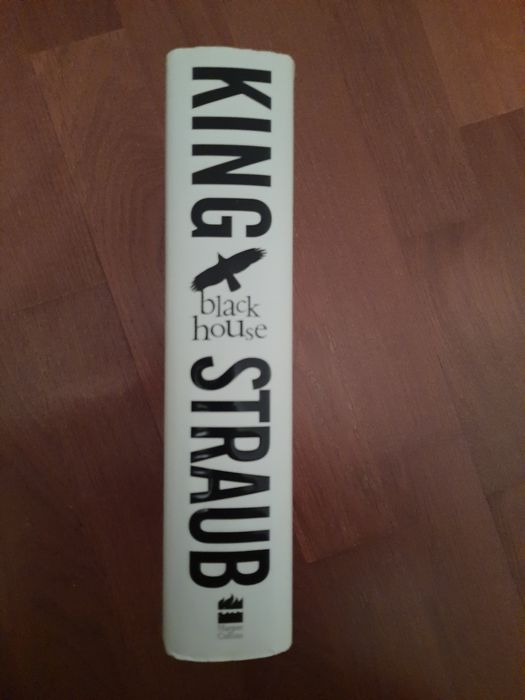 KING
black
house
STRAUB
Harper
Collins